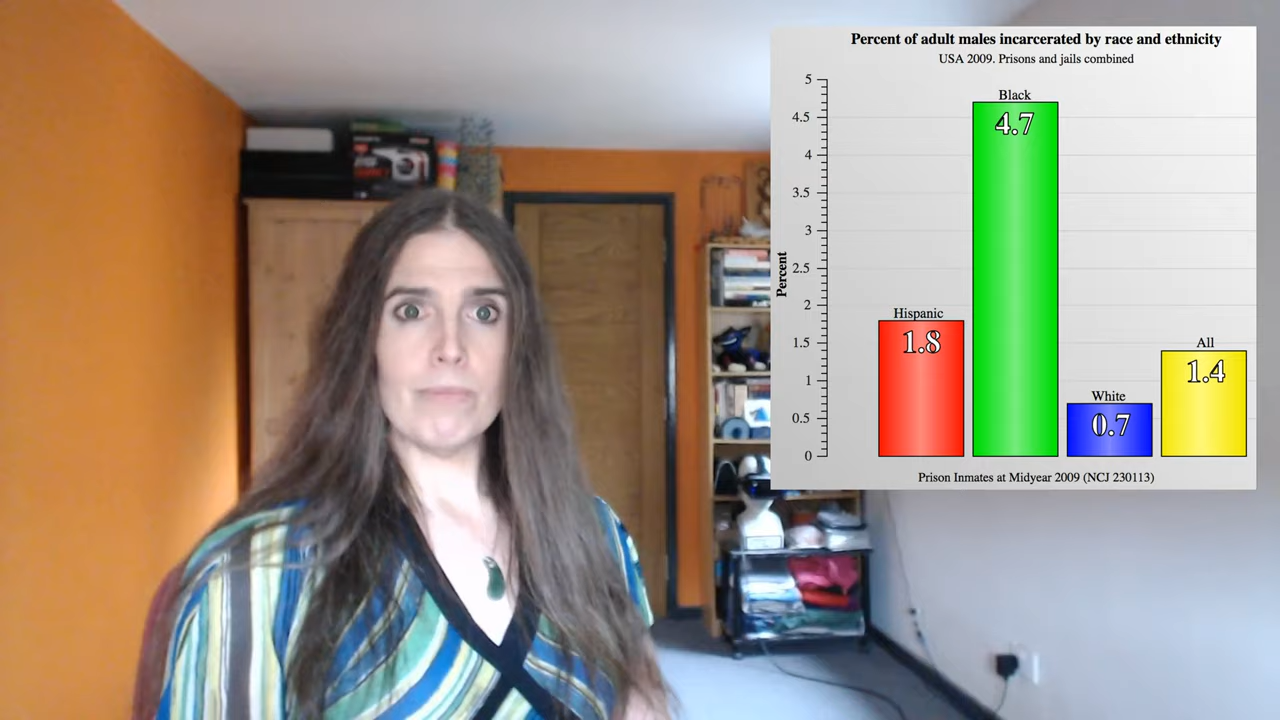 Percent of adult males incarcerated by race and ethnicity
USA 2009. Prisons and jails combined
5
4.5
4
3.5
3
2.5
2
1.5
1
0.5
0
Percent
Hispanic
1.8
Black
4.7
White
0.7
All
1.4
Prison Inmates at Midyear 2009 (NCJ 230113)